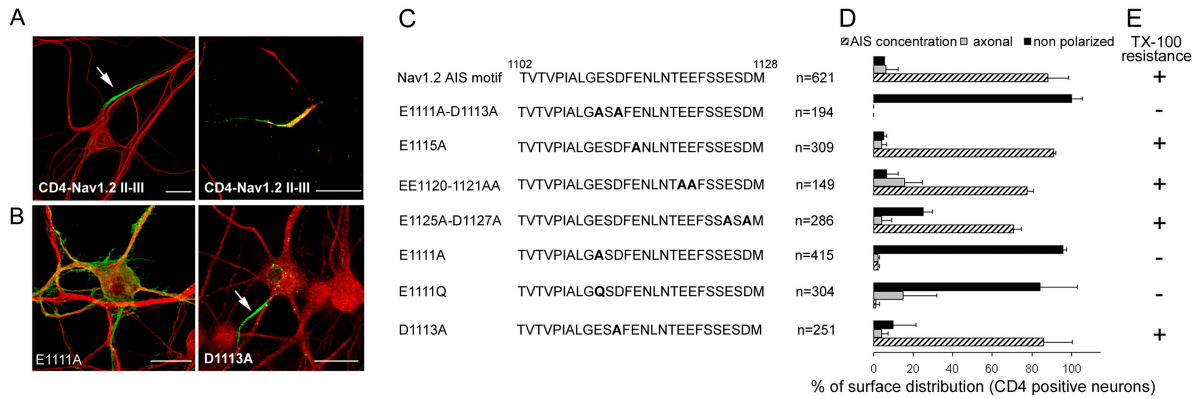 A
CD4-Nav1.2 II-III
CD4-Nav1.2 II-III
B
E1111A
D1113A
C
1102 1128
Nav1.2 AIS motif TVTVPIALGESDFENLNTEEFSSESDM n=621
E1111A-D1113A TVTVPIALGASAFENLNTEEFSSESDM n=194
E1115A TVTVPIALGESDFANLNTEEFSSESDM n=309
EE1120-1121AA TVTVPIALGESDFENLNTAAFSSESDM n=149
E1125A-D1127A TVTVPIALGESDFENLNTEEFSSASAM n=286
E1111A TVTVPIALGASDFENLNTEEFSSESDM n=415
E1111Q TVTVPIALGQSDFENLNTEEFSSESDM n=304
D1113A TVTVPIALGESAFENLNTEEFSSESDM n=251
D
AIS concentration axonal non polarized
0 20 40 60 80 100
% of surface distribution (CD4 positive neurons)
E
TX-100
resistance
+
-
+
+
+
-
-
+